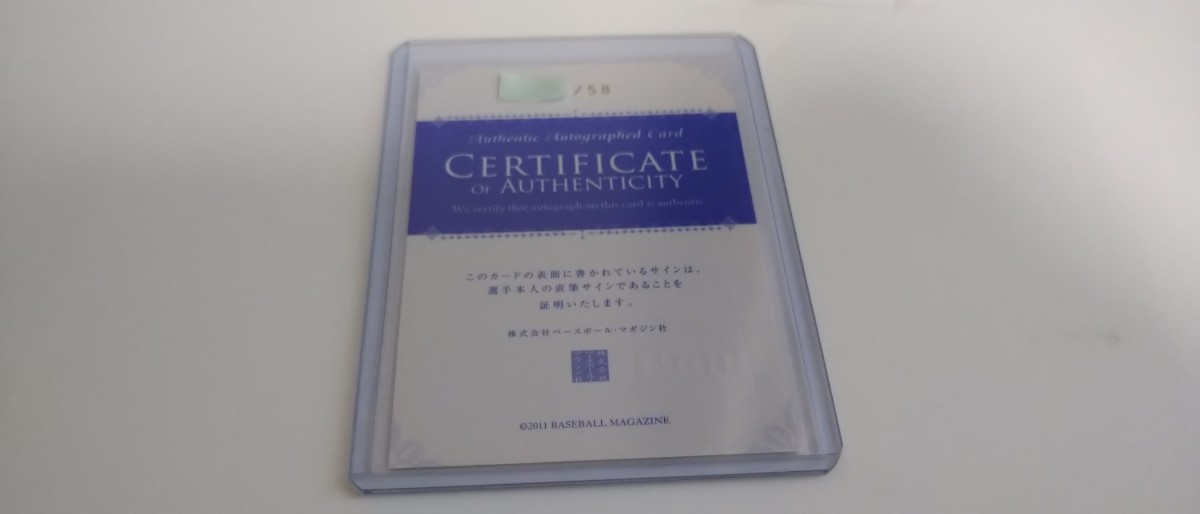 /58
Authentic Autographed Card
CERTIFICATE
OF AUTHENTICITY
We certify that autograph on this card is authentic.
このカードの表面に書かれているサインは、
選手本人の直筆サインであることを
証明いたします。
株式会社ベースボール・マガジン社
©2011 BASEBALL MAGAZINE